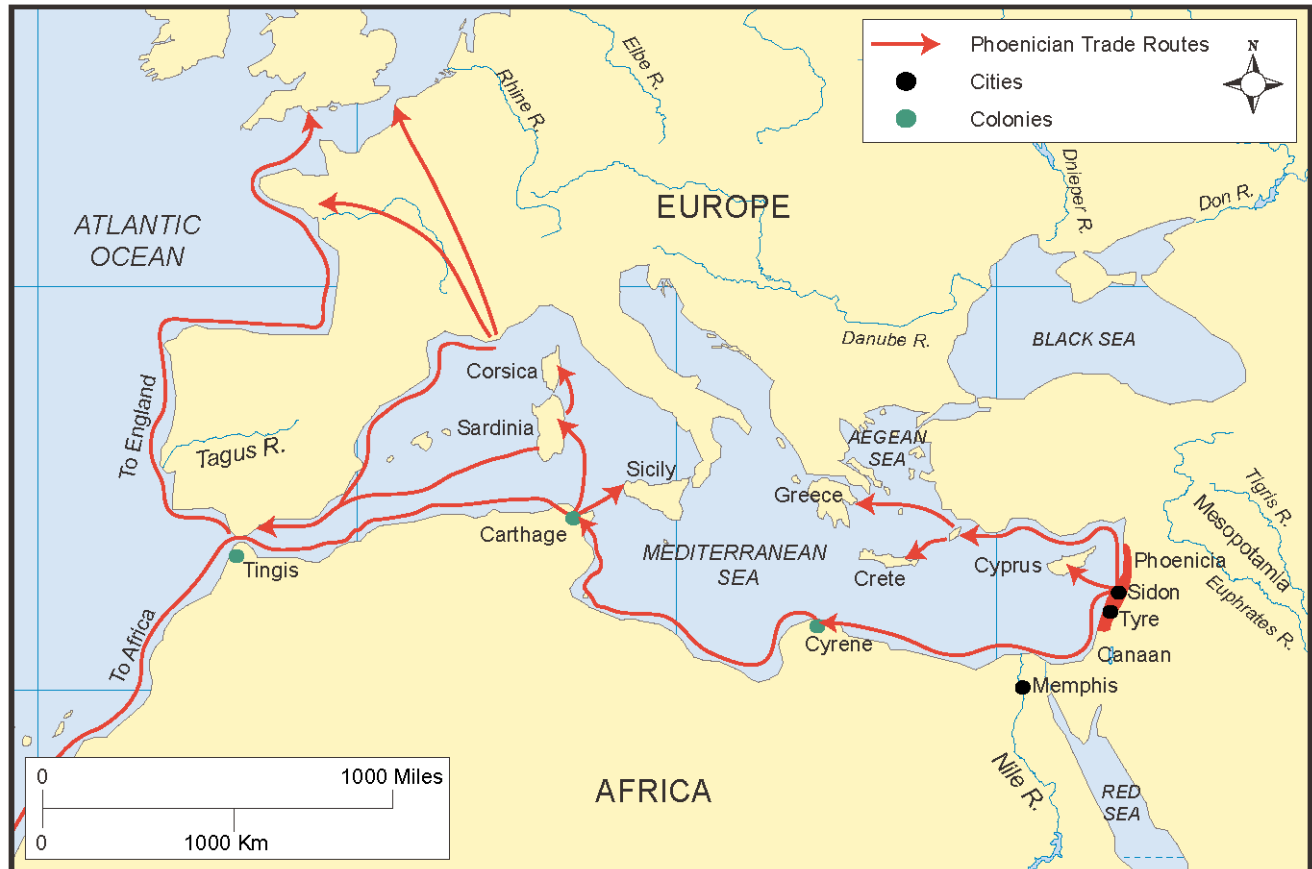 Phoenician Trade Routes
Cities
Colonies
N
Elbe R.
Rhine R.
Dnieper R.
Don R.
EUROPE
ATLANTIC
OCEAN
Danube R.
BLACK SEA
Corsica
To England
Sardinia
Tagus R.
AEGEAN
SEA
Sicily
Greece
Tigris R.
Mesopotamia
Carthage
MEDITERRANEAN
SEA
Crete
Cyprus
Phoenicia
Tingis
Sidon
Euphrates R.
Tyre
To Africa
Cyrene
Canaan
Memphis
0 1000 Miles
AFRICA
Nile R.
RED
SEA
0 1000 Km